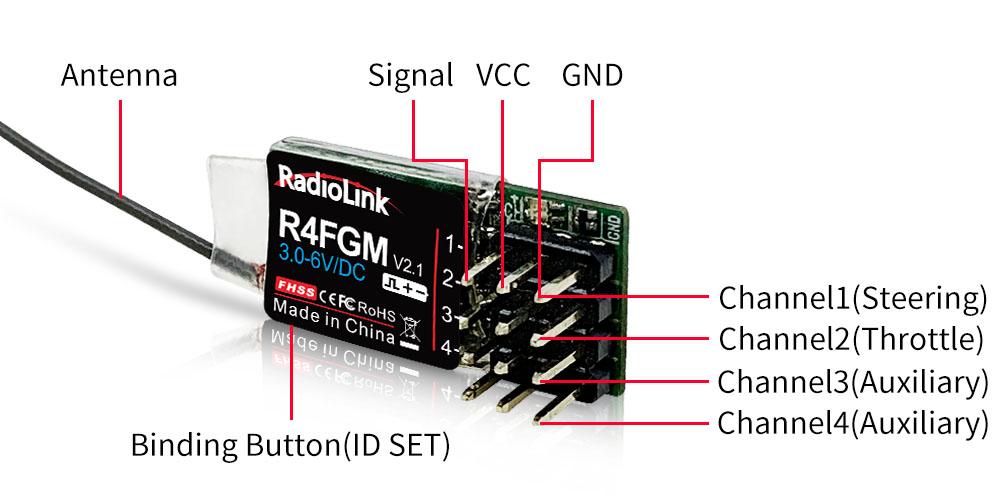 Antenna
Signal VCC GND
RadioLink
R4FGM
3.0-6V/DC V2.1
FHSS CE FC RoHS
Made in China
1-
2-
3-
4-
CH
GND
Channel1(Steering)
Channel2(Throttle)
Channel3(Auxiliary)
Channel4(Auxiliary)
Binding Button(ID SET)